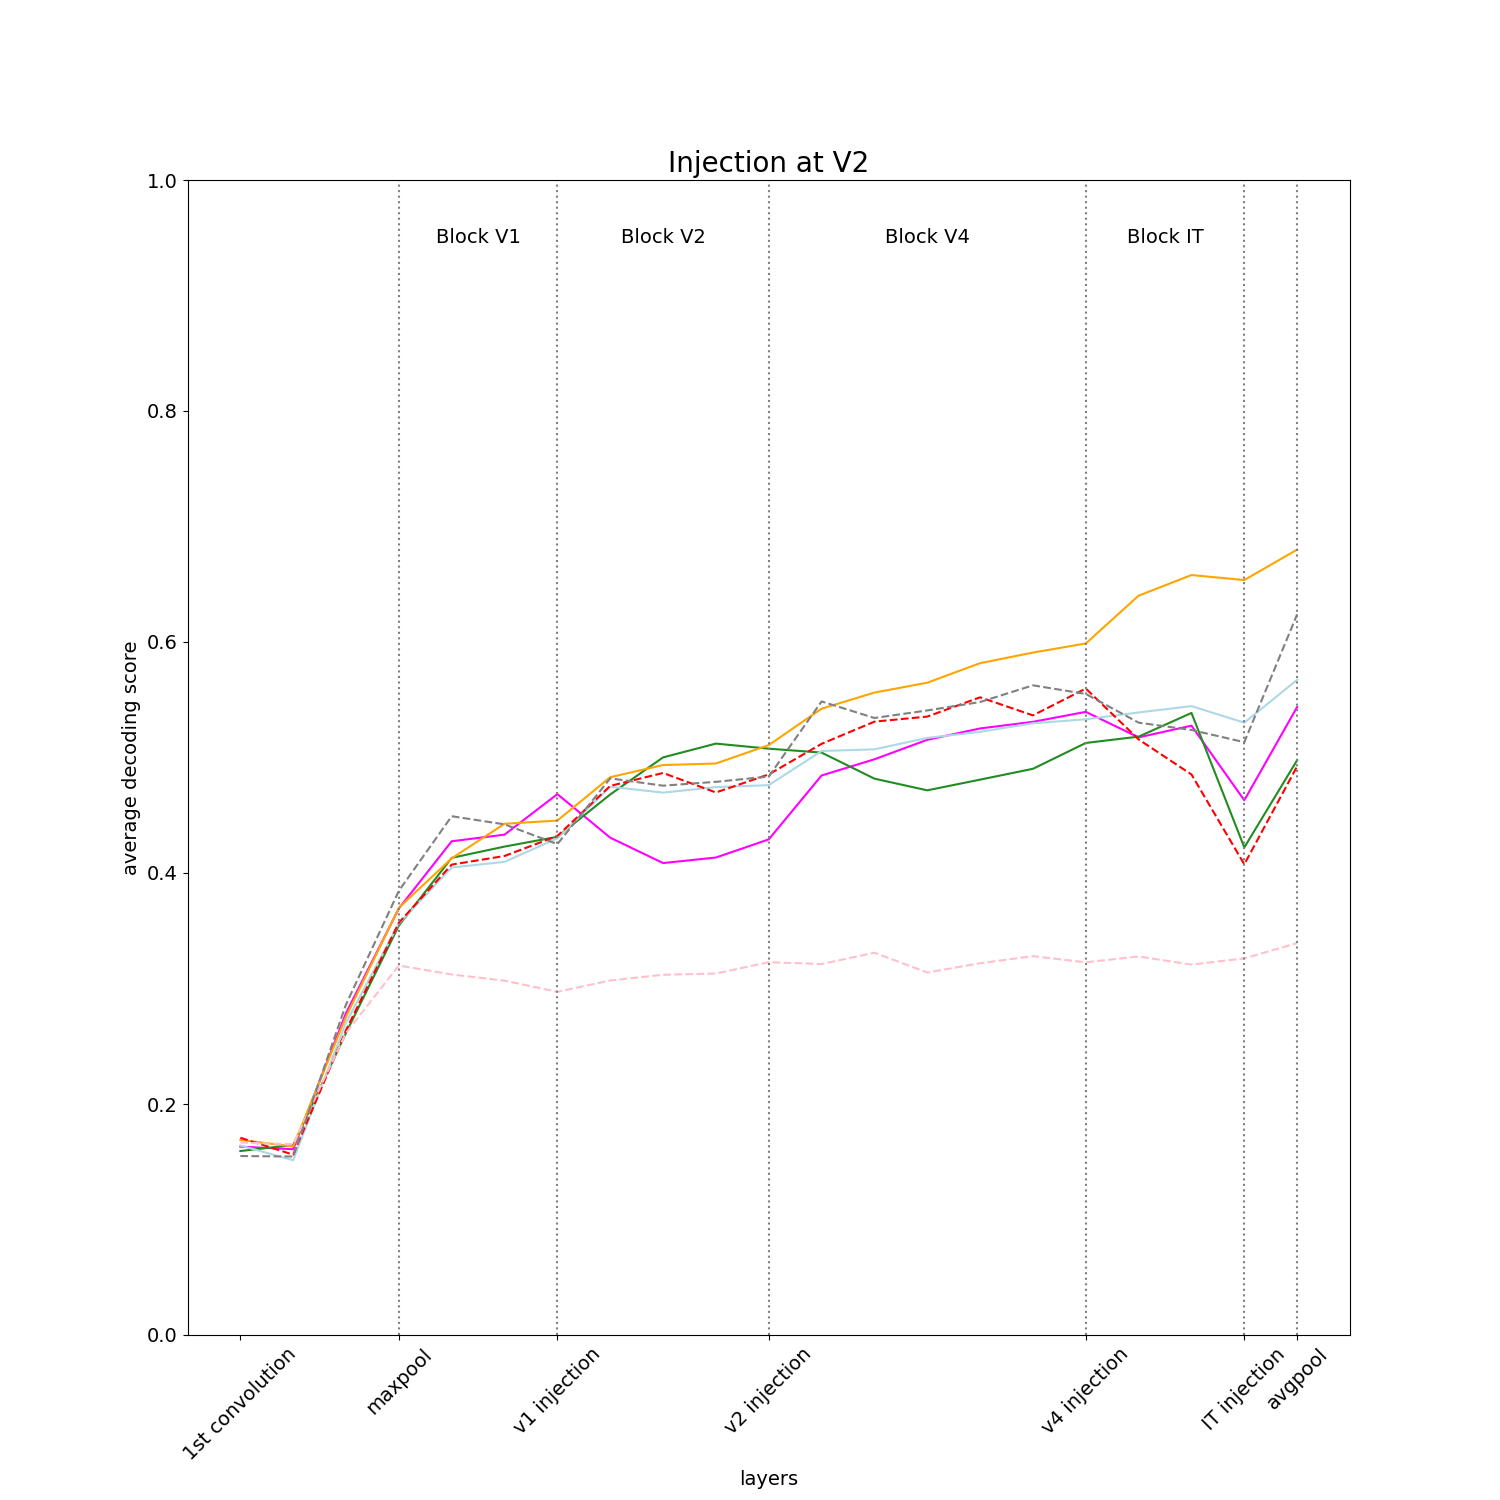 Injection at V2
1.0
Block V1
Block V2
Block V4
Block IT
0.8
0.6
0.4
0.2
0.0
average decoding score
1st convolution
maxpool
v1 injection
v2 injection
v4 injection
IT injection
avgpool
layers